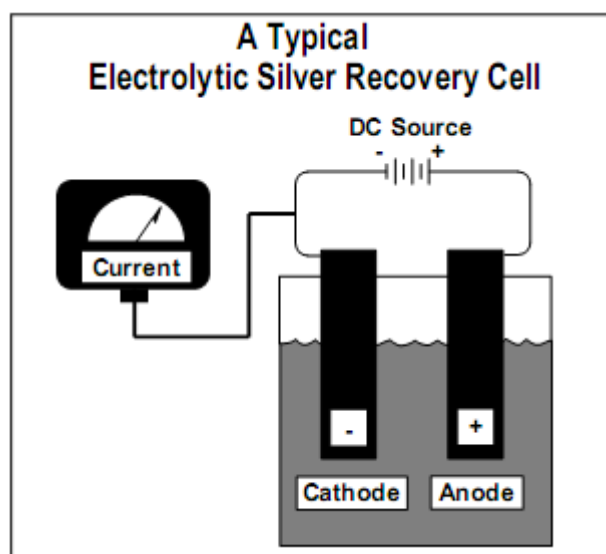 A Typical
Electrolytic Silver Recovery Cell
DC Source
- +
Current
- +
Cathode Anode